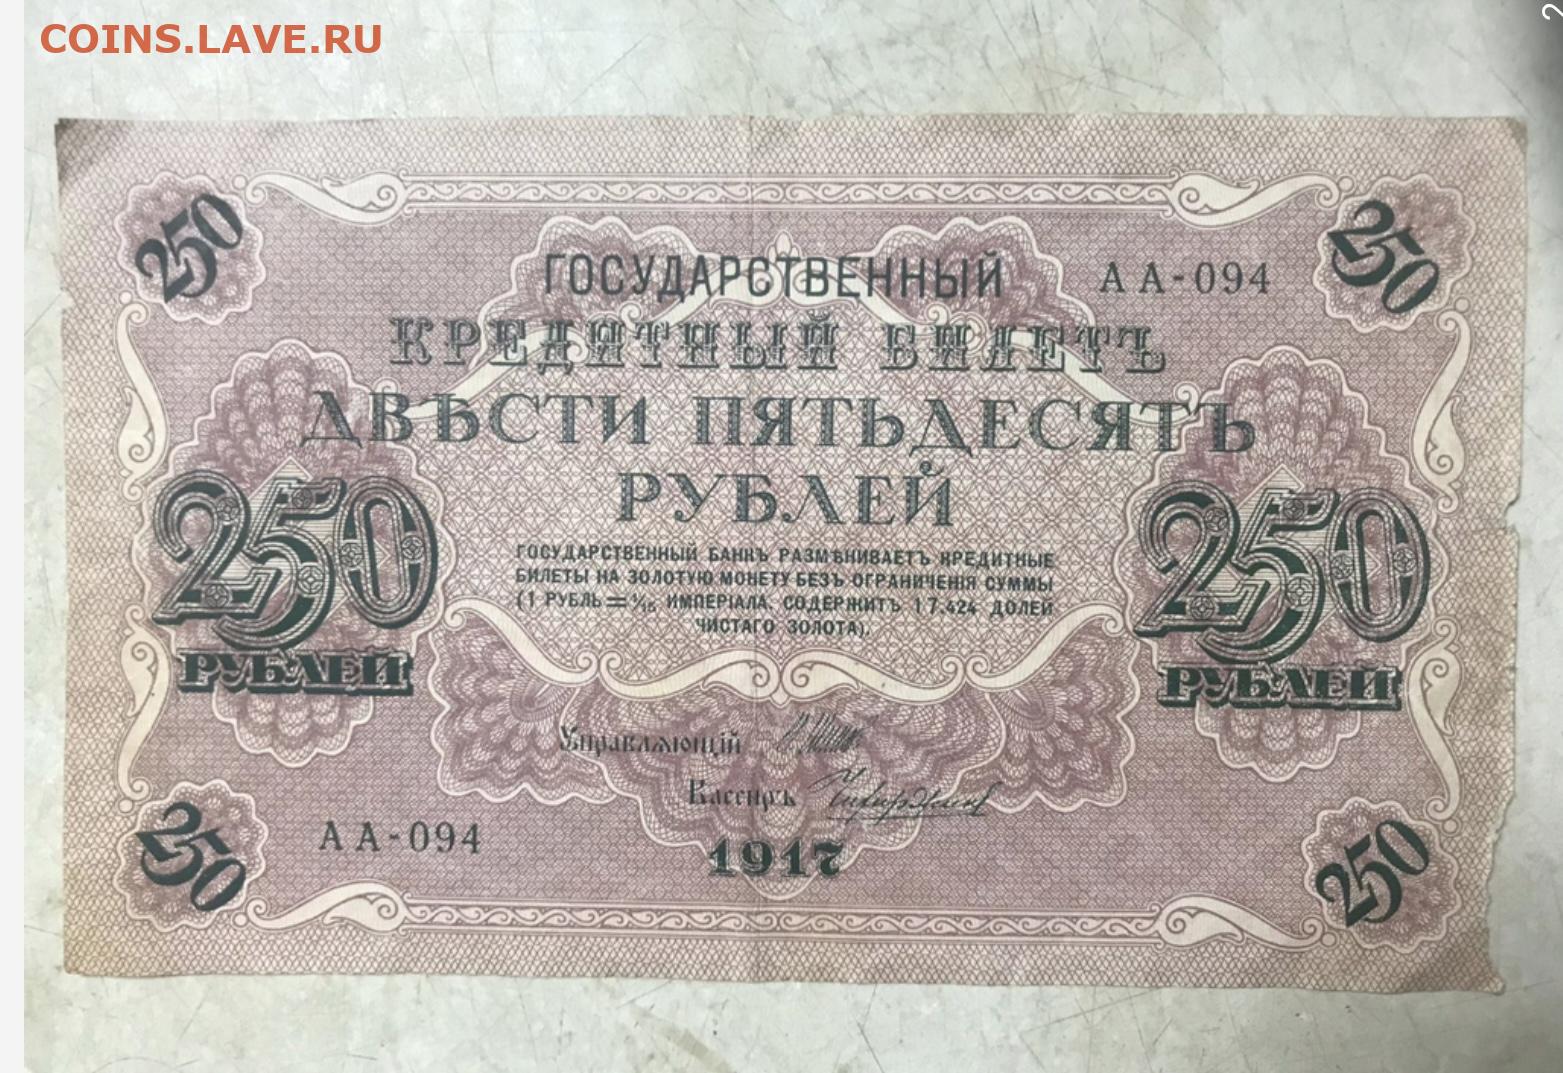 COINS.LAVE.RU
250
250
ГОСУДАРСТВЕННЫЙ
АА-094
КРЕДИТНЫЙ БИЛЕТЪ
ДВѢСТИ ПЯТЬДЕСЯТЪ
РУБЛЕЙ
250
РУБЛЕЙ
250
РУБЛЕЙ
ГОСУДАРСТВЕННЫЙ БАНКЪ РАЗМѢНИВАЕТЪ КРЕДИТНЫЕ
БИЛЕТЫ НА ЗОЛОТУЮ МОНЕТУ БЕЗЪ ОГРАНИЧЕНІЯ СУММЫ
(1 РУБЛЬ = 1/15 ИМПЕРІАЛА, СОДЕРЖИТЪ 17.424 ДОЛЕЙ
ЧИСТАГО ЗОЛОТА).
Управляющій
Кассиръ
АА-094
1917
250
250